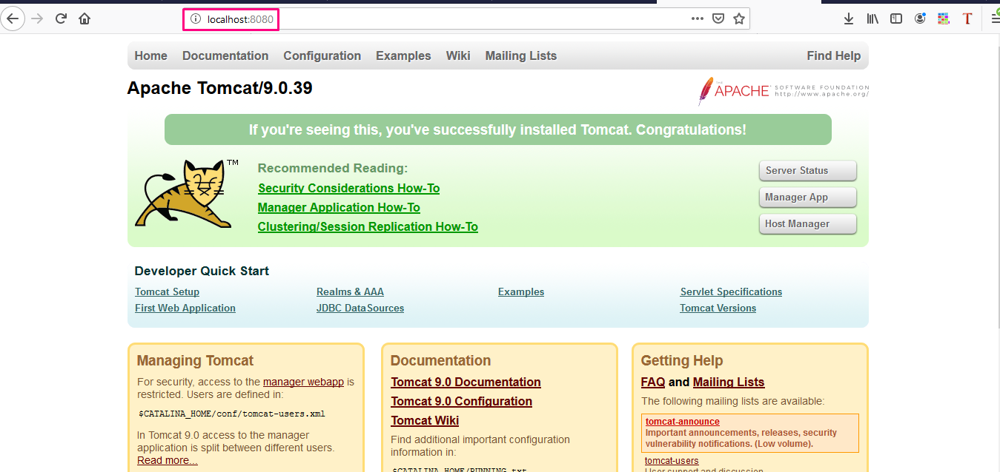 localhost:8080
Home Documentation Configuration Examples Wiki Mailing Lists Find Help
Apache Tomcat/9.0.39
THE
APACHE SOFTWARE FOUNDATION
http://www.apache.org/
If you're seeing this, you've successfully installed Tomcat. Congratulations!
TM
Recommended Reading:
Security Considerations How-To
Manager Application How-To
Clustering/Session Replication How-To
Server Status
Manager App
Host Manager
Developer Quick Start
Tomcat Setup
First Web Application
Realms & AAA
JDBC DataSources
Examples
Servlet Specifications
Tomcat Versions
Managing Tomcat
For security, access to the manager webapp is
restricted. Users are defined in:
$CATALINA_HOME/conf/tomcat-users.xml
In Tomcat 9.0 access to the manager
application is split between different users.
Read more...
Documentation
Tomcat 9.0 Documentation
Tomcat 9.0 Configuration
Tomcat Wiki
Find additional important configuration
information in:
$CATALINA_HOME/RUNNING.txt
Getting Help
FAQ and Mailing Lists
The following mailing lists are available:
tomcat-announce
Important announcements, releases, security
vulnerability notifications. (Low volume).
tomcat-users
User support and discussion